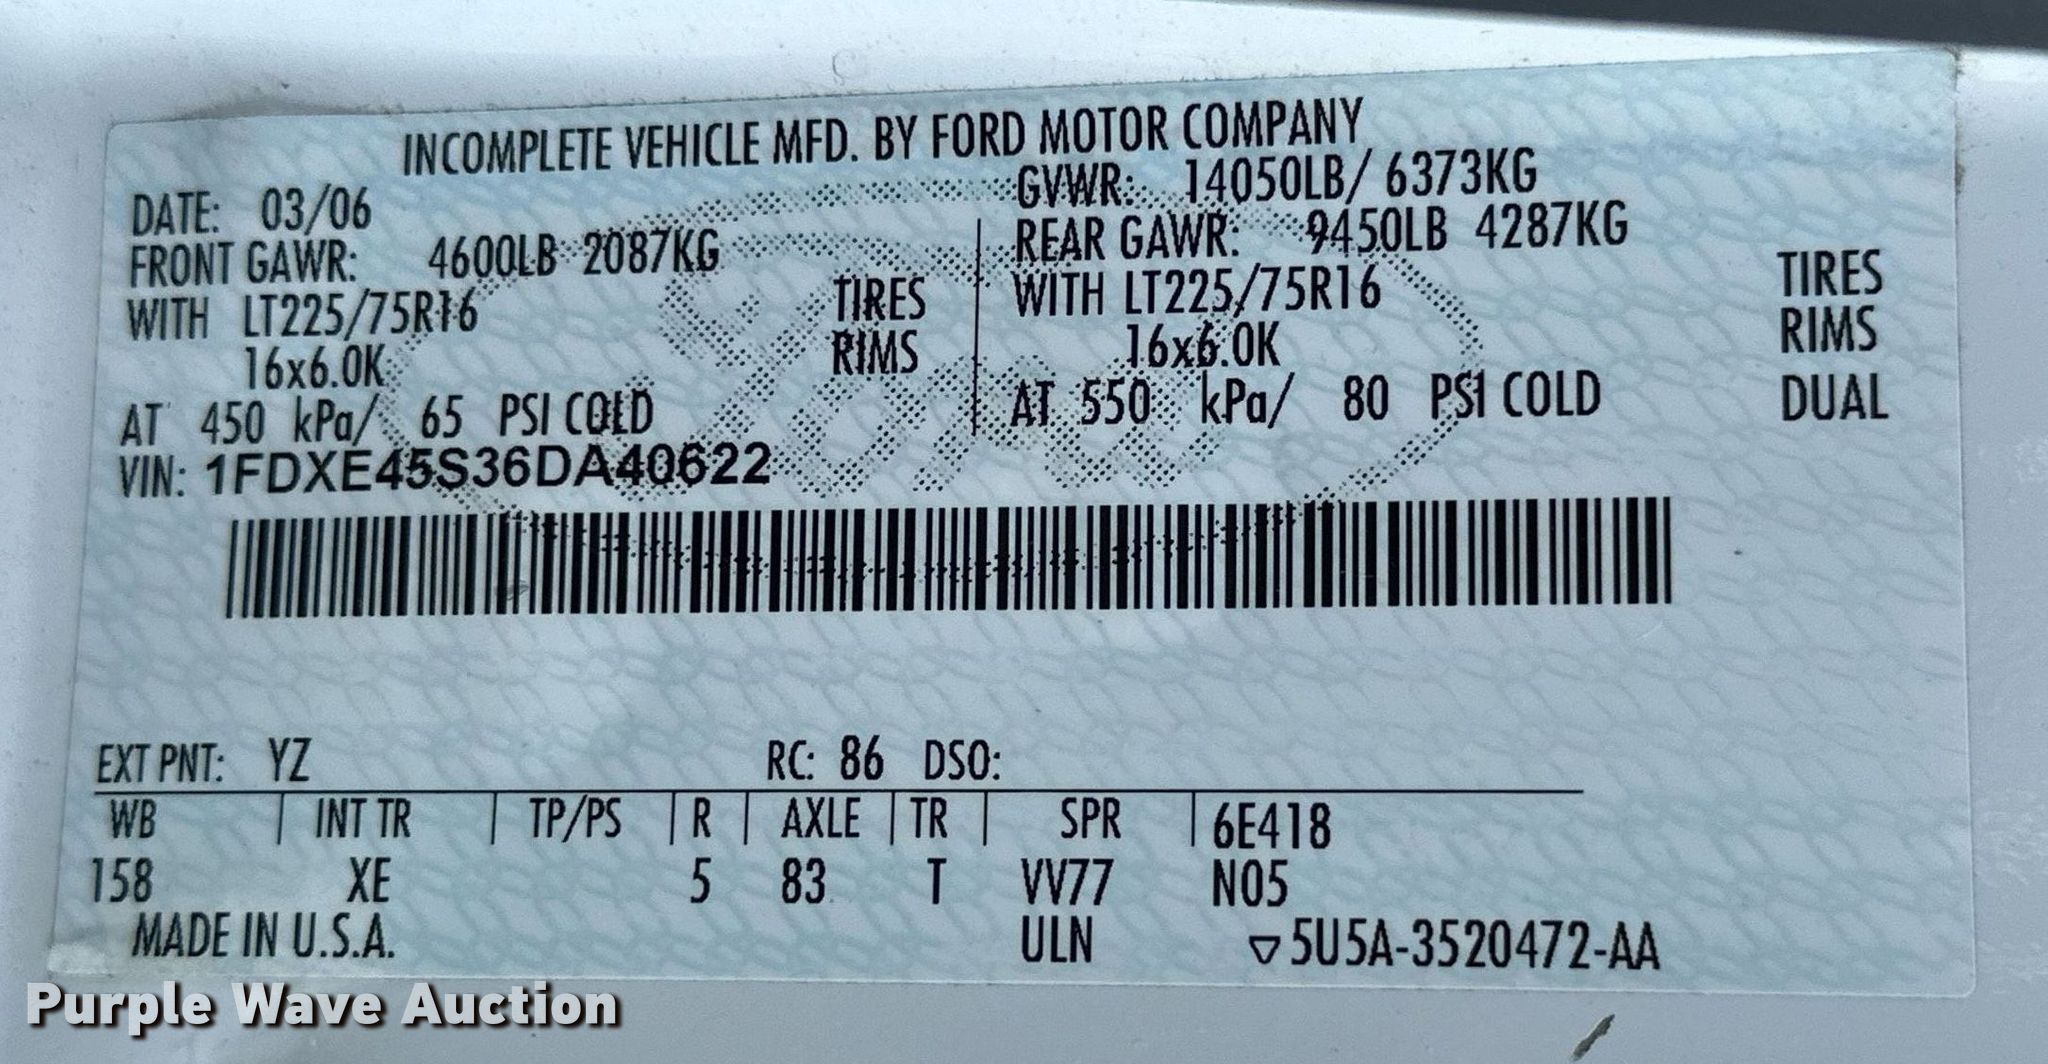 INCOMPLETE VEHICLE MFD. BY FORD MOTOR COMPANY
DATE: 03/06 GVWR: 14050LB/ 6373KG
FRONT GAWR: 4600LB 2087KG REAR GAWR: 9450LB 4287KG
WITH LT225/75R16 TIRES WITH LT225/75R16 TIRES
16x6.0K RIMS 16x6.0K RIMS
AT 450 kPa/ 65 PSI COLD AT 550 kPa/ 80 PSI COLD DUAL
VIN: 1FDXE45S36DA40622
EXT PNT: YZ RC: 86 DSO:
WB INT TR TP/PS R AXLE TR SPR 6E418
158 XE 5 83 T VV77 N05
MADE IN U.S.A. ULN ▽5U5A-3520472-AA
Purple Wave Auction